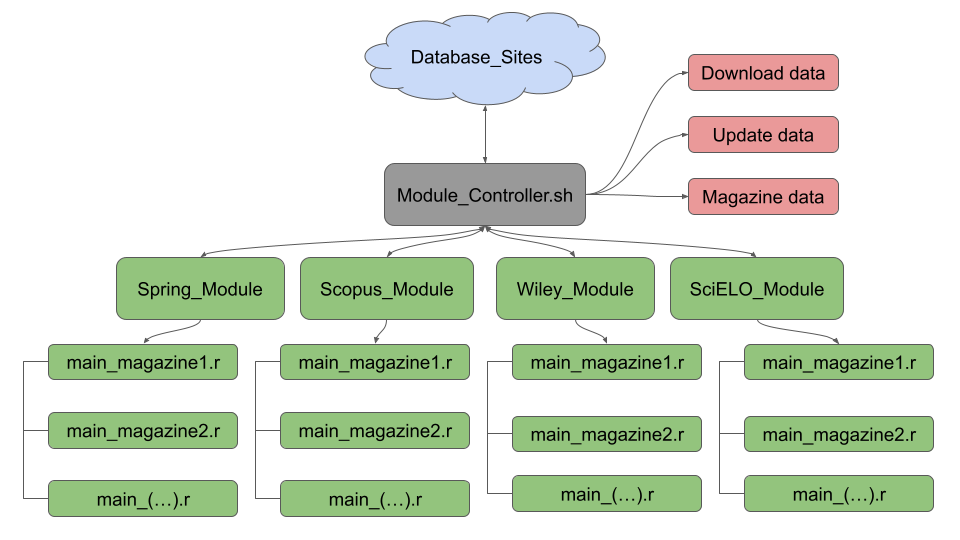 Database_Sites
Download data
Update data
Module_Controller.sh
Magazine data
Spring_Module
Scopus_Module
Wiley_Module
SciELO_Module
main_magazine1.r
main_magazine1.r
main_magazine1.r
main_magazine1.r
main_magazine2.r
main_magazine2.r
main_magazine2.r
main_magazine2.r
main_(…).r
main_(…).r
main_(…).r
main_(…).r